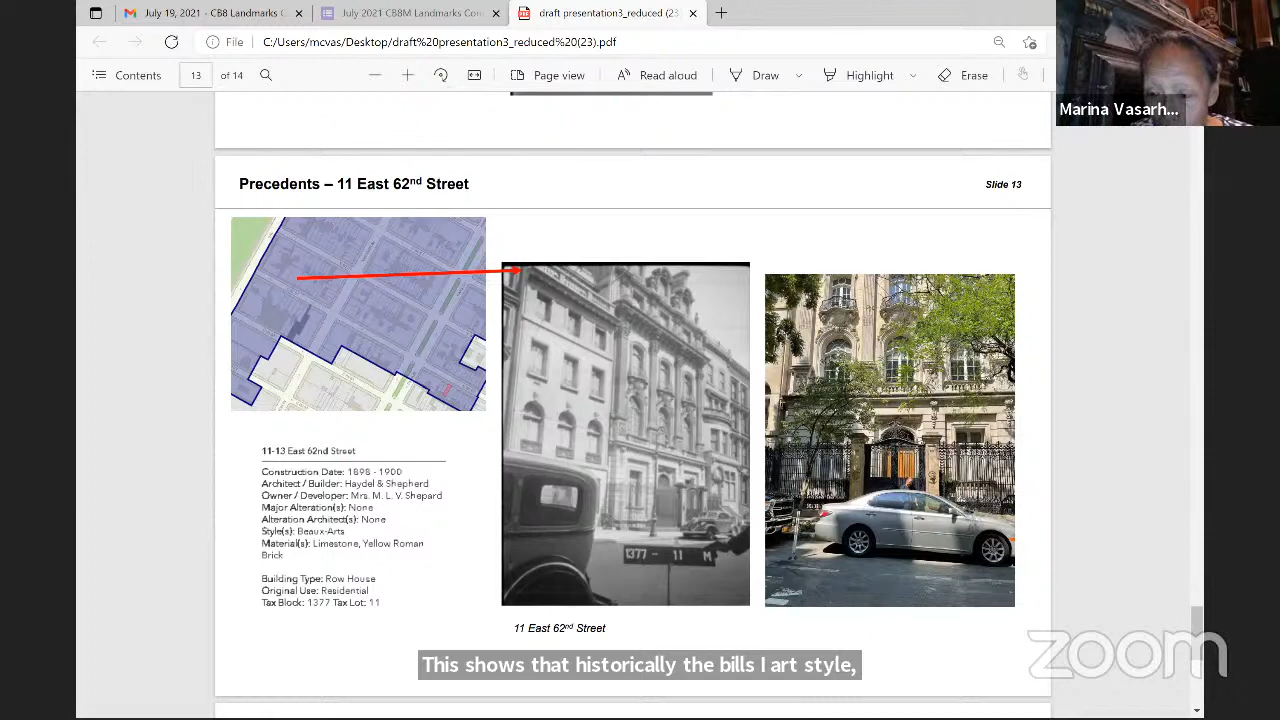 July 19, 2021 - CB8 Landmarks C
July 2021 CB8M Landmarks Com
draft presentation3_reduced (23)
File
C:/Users/mcvas/Desktop/draft%20presentation3_reduced%20(23).pdf
Contents
13
of 14
Page view
Read aloud
Draw
Highlight
Erase
Marina Vasarh...
Precedents – 11 East 62nd Street
Slide 13
11-13 East 62nd Street
Construction Date: 1898 - 1900
Architect / Builder: Haydel & Shepherd
Owner / Developer: Mrs. M. L. V. Shepard
Major Alteration(s): None
Alteration Architect(s): None
Style(s): Beaux-Arts
Material(s): Limestone, Yellow Roman
Brick
Building Type: Row House
Original Use: Residential
Tax Block: 1377 Tax Lot: 11
1377 - 11 M
11 East 62nd Street
This shows that historically the bills I art style,
zoom